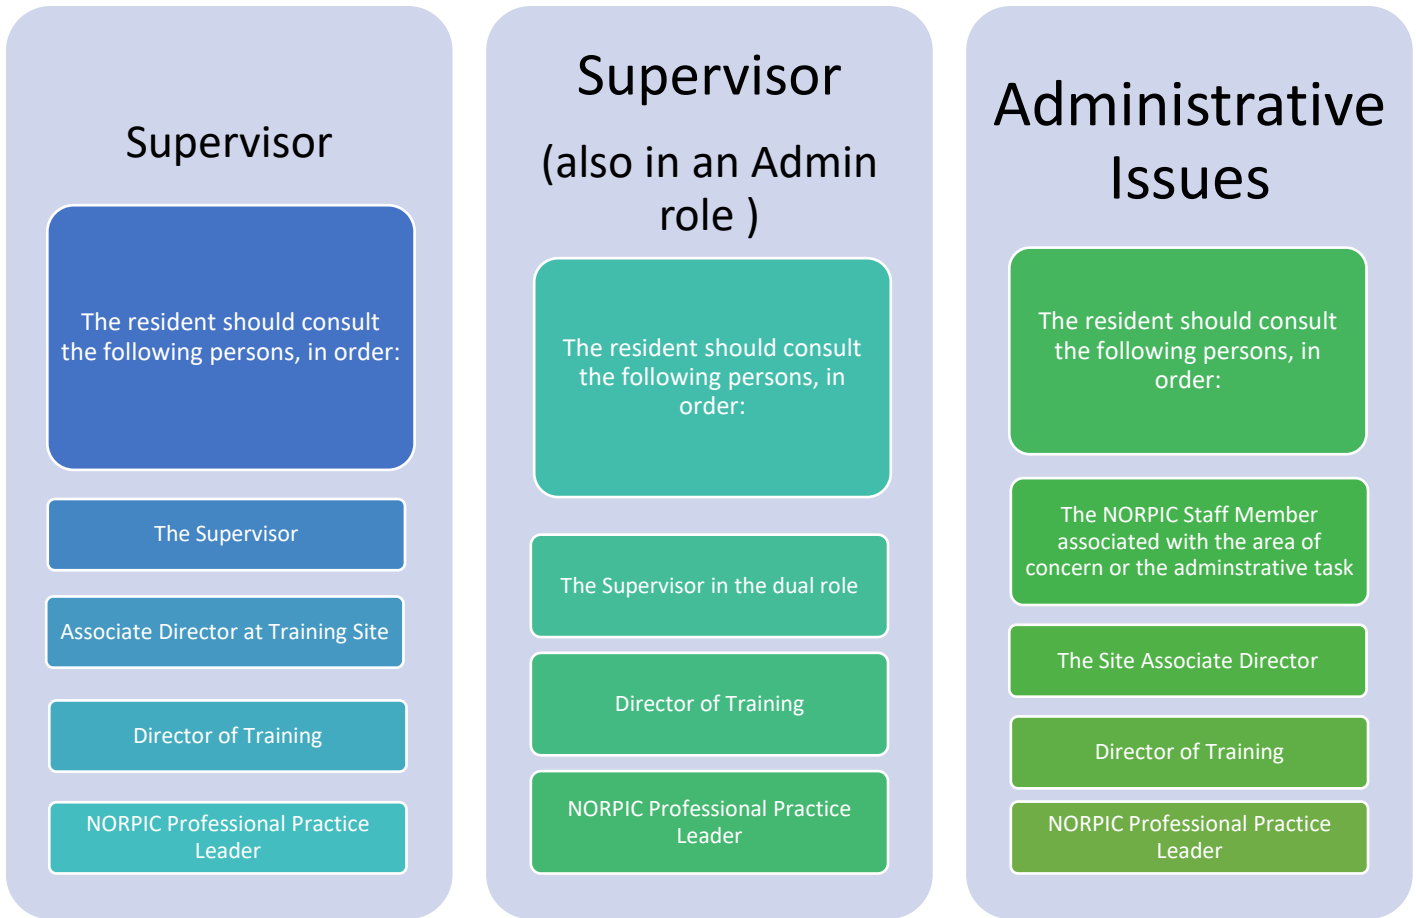 Supervisor
The resident should consult
the following persons, in order:
The Supervisor
Associate Director at Training Site
Director of Training
NORPIC Professional Practice
Leader
Supervisor
(also in an Admin
role )
The resident should consult
the following persons, in
order:
The Supervisor in the dual role
Director of Training
NORPIC Professional Practice
Leader
Administrative
Issues
The resident should consult
the following persons, in
order:
The NORPIC Staff Member
associated with the area of
concern or the adminstrative task
The Site Associate Director
Director of Training
NORPIC Professional Practice
Leader